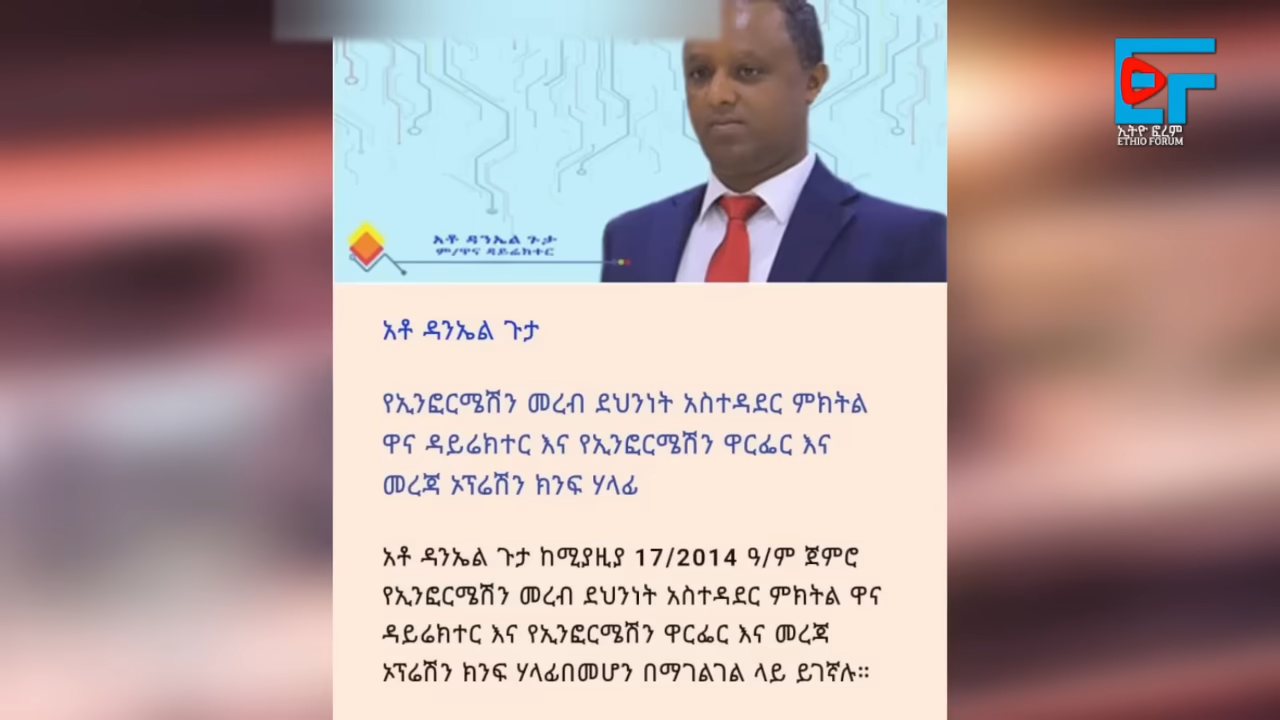 ኢትዮ ፎረም
ETHIO FORUM
አቶ ዳንኤል ጉታ
ም/ዋና ዳይሬክተር
አቶ ዳንኤል ጉታ
የኢንፎርሜሽን መረብ ደህንነት አስተዳደር ምክትል
ዋና ዳይሬክተር እና የኢንፎርሜሽን ዋርፌር እና
መረጃ ኦፕሬሽን ክንፍ ሃላፊ
አቶ ዳንኤል ጉታ ከሚያዚያ 17/2014 ዓ/ም ጀምሮ
የኢንፎርሜሽን መረብ ደህንነት አስተዳደር ምክትል ዋና
ዳይሬክተር እና የኢንፎርሜሽን ዋርፌር እና መረጃ
ኦፕሬሽን ክንፍ ሃላፊበመሆን በማገልገል ላይ ይገኛሉ።